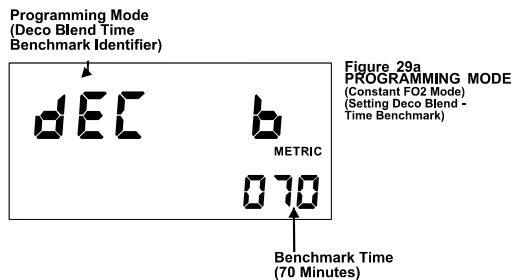 Programming Mode
(Deco Blend Time
Benchmark Identifier)
Figure 29a
PROGRAMMING MODE
(Constant FO2 Mode)
(Setting Deco Blend -
Time Benchmark)
dEC b
METRIC
070
Benchmark Time
(70 Minutes)